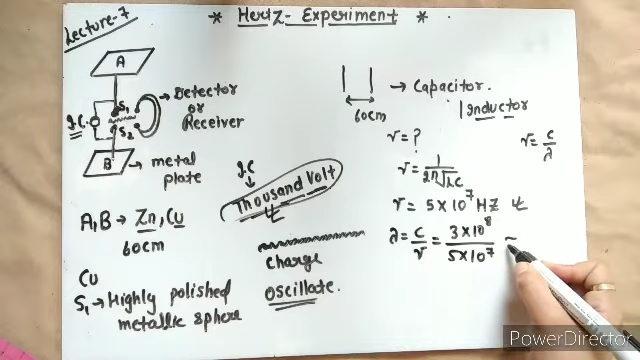 Lecture-7
* Hertz- Experiment *
A
S1
Detector
or
Receiver
I.C
S2
B
metal
plate
A,B → Zn, Cu
60cm
Cu
S1 → Highly polished
metallic sphere
I.C
Thousand Volt
charge
Oscillate.
→ Capacitor.
60cm
Inductor
ν = ?
ν = c/λ
ν = 1/2π√LC
ν = 5×10⁷ HZ
λ = c/ν = 3×10⁸/5×10⁷
PowerDirector